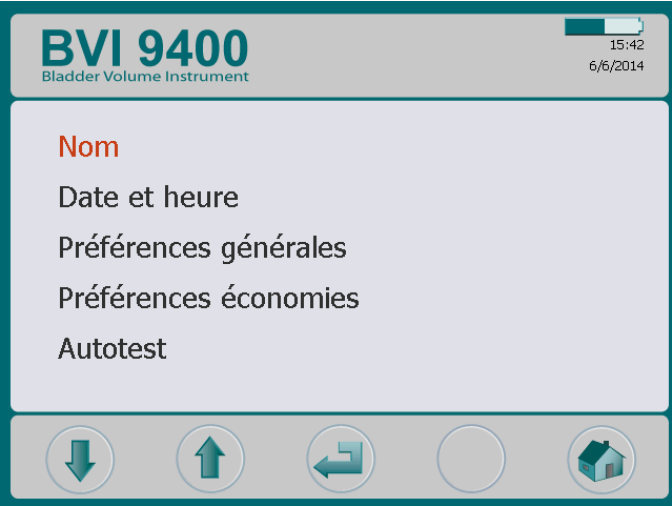 BVI 9400
Bladder Volume Instrument
15:42
6/6/2014
Nom
Date et heure
Préférences générales
Préférences économies
Autotest